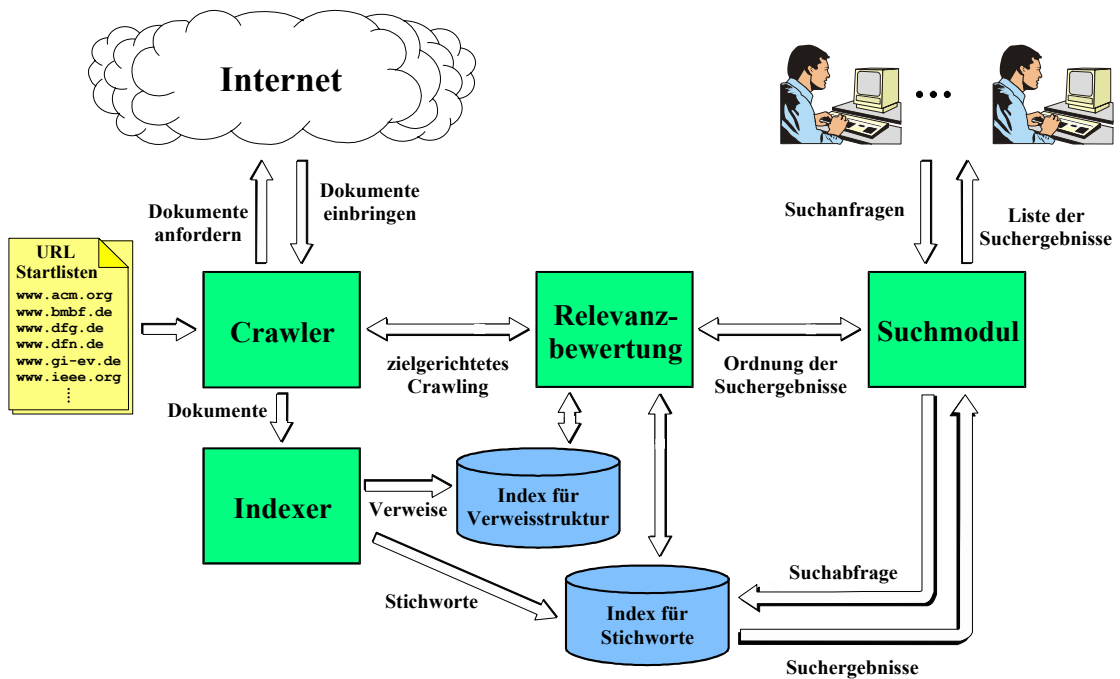 Internet
...
Dokumente
anfordern
Dokumente
einbringen
Suchanfragen
Liste der
Suchergebnisse
URL
Startlisten
www.acm.org
www.bmbf.de
www.dfg.de
www.dfn.de
www.gi-ev.de
www.ieee.org
⋮
Crawler
zielgerichtetes
Crawling
Relevanz-
bewertung
Ordnung der
Suchergebnisse
Suchmodul
Dokumente
Indexer
Verweise
Index für
Verweisstruktur
Stichworte
Index für
Stichworte
Suchabfrage
Suchergebnisse